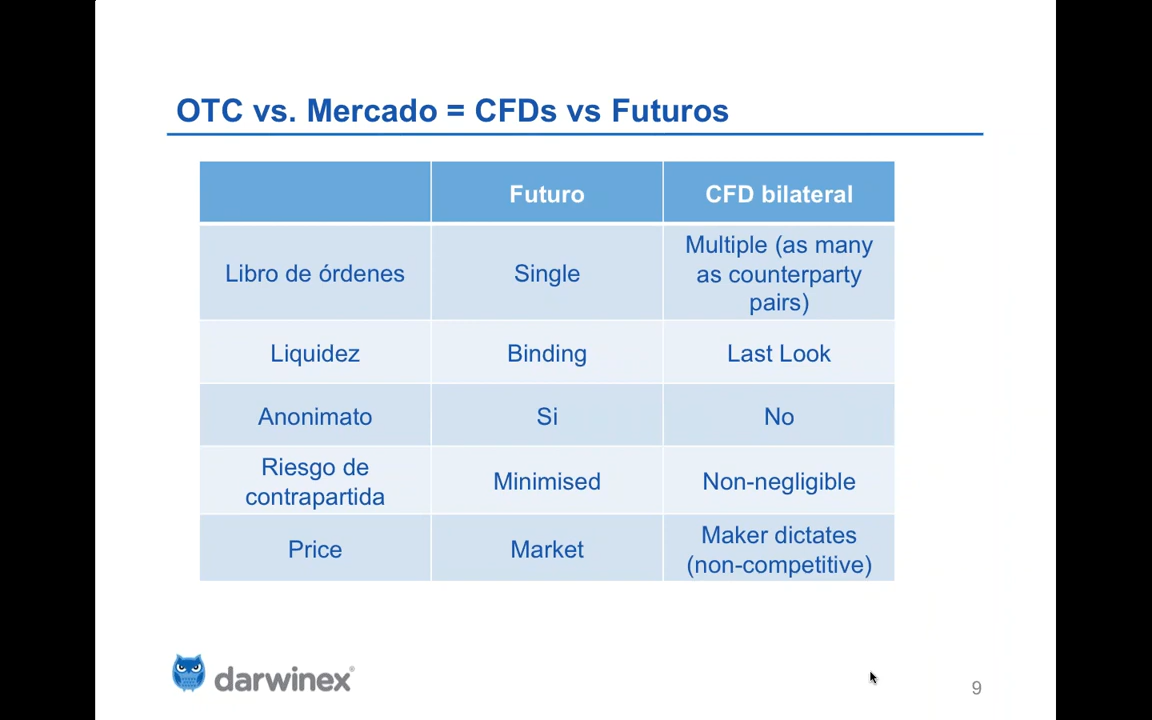 OTC vs. Mercado = CFDs vs Futuros
Futuro
CFD bilateral
Libro de órdenes
Single
Multiple (as many
as counterparty
pairs)
Liquidez
Binding
Last Look
Anonimato
Si
No
Riesgo de
contrapartida
Minimised
Non-negligible
Price
Market
Maker dictates
(non-competitive)
darwinex®
9